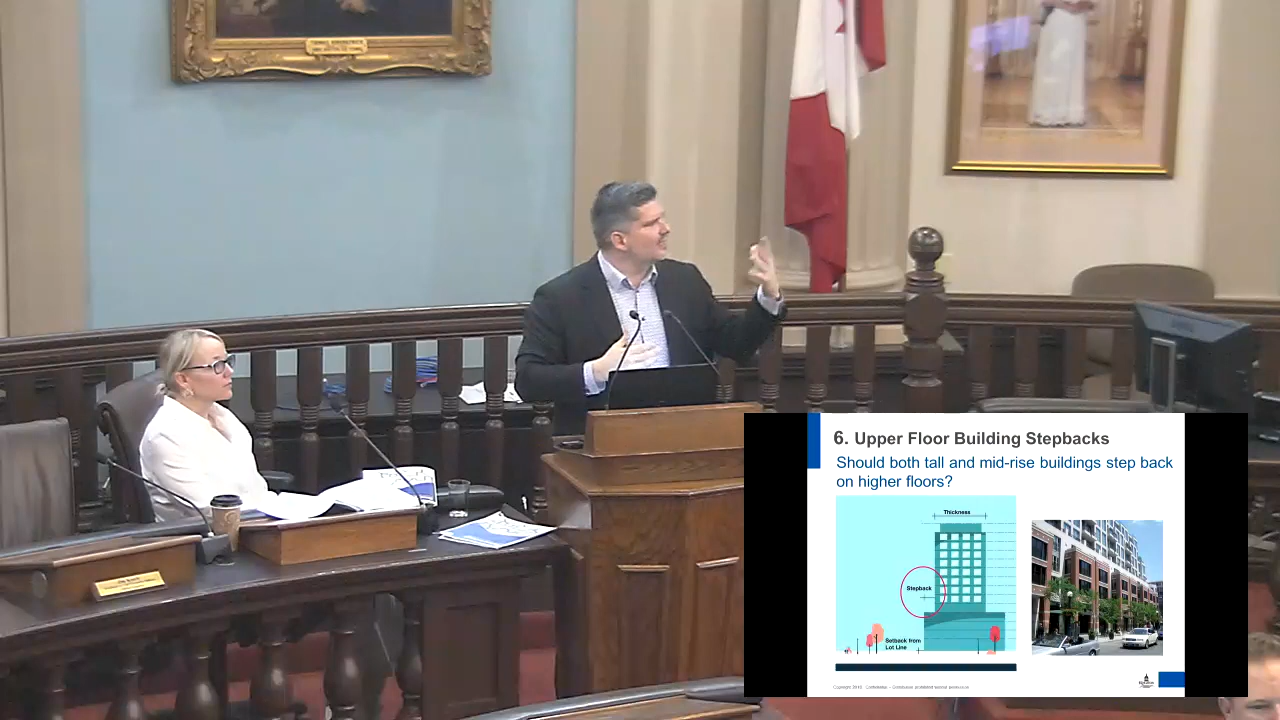 6. Upper Floor Building Stepbacks
Should both tall and mid-rise buildings step back
on higher floors?
Thickness
Stepback
Setback from
Lot Line